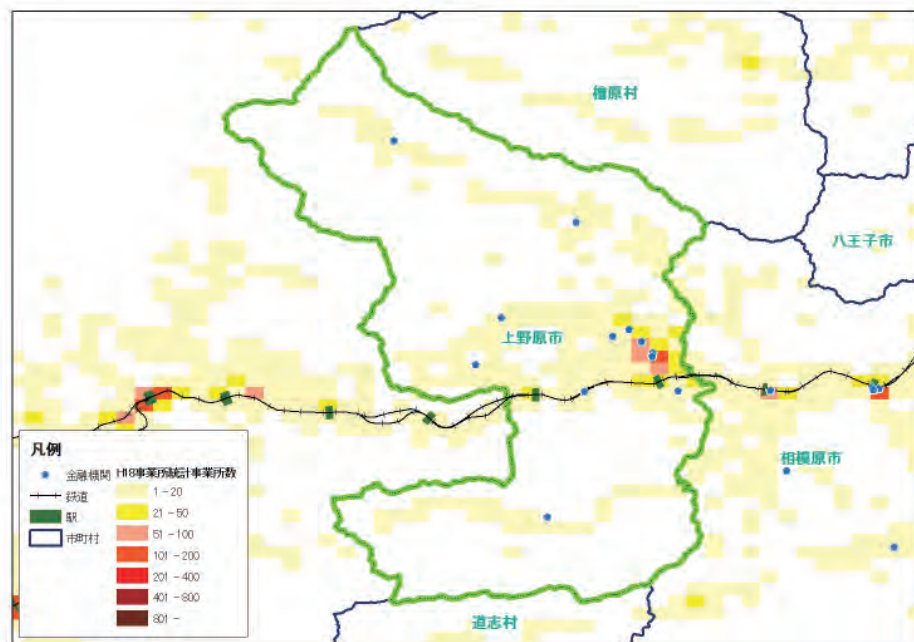 檜原村
八王子市
上野原市
相模原市
道志村
凡例
金融機関
鉄道
駅
市町村
H18事業所統計事業所数
1 - 20
21 - 50
51 - 100
101 - 200
201 - 400
401 - 800
801 -